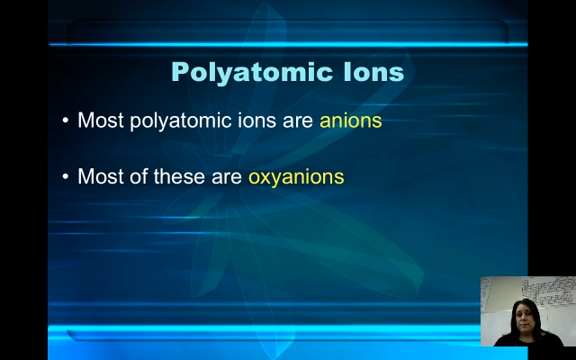 Polyatomic Ions
• Most polyatomic ions are anions
• Most of these are oxyanions